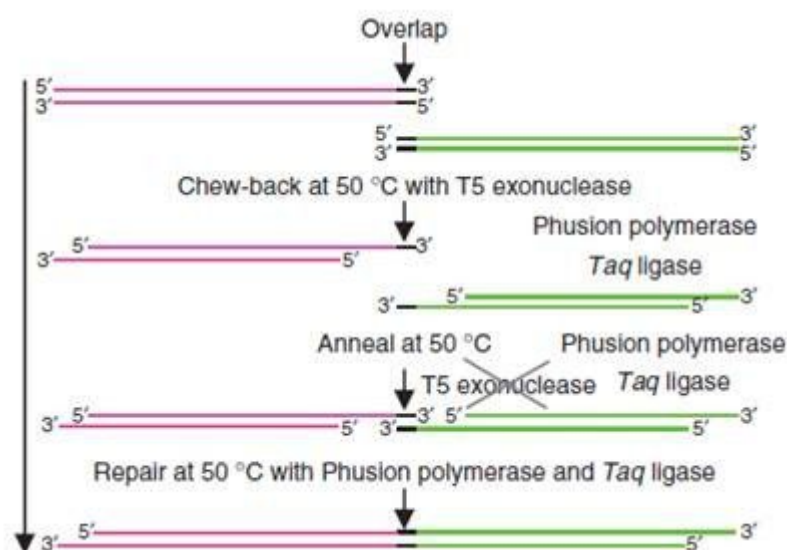 Overlap
5′ 3′
3′ 5′
5′ 3′
3′ 5′
Chew-back at 50 °C with T5 exonuclease
Phusion polymerase
5′ 3′
3′ 5′
Taq ligase
5′ 3′
3′ 5′
Anneal at 50 °C Phusion polymerase
T5 exonuclease Taq ligase
5′ 3′ 5′ 3′
3′ 5′ 3′ 5′
Repair at 50 °C with Phusion polymerase and Taq ligase
5′ 3′
3′ 5′